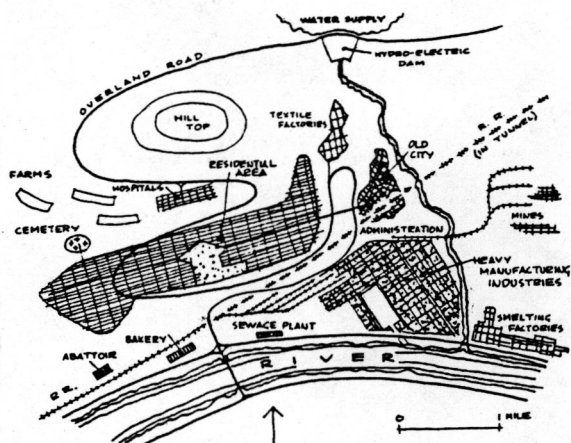 WATER SUPPLY
HYDRO-ELECTRIC
DAM
OVERLAND ROAD
HILL
TOP
TEXTILE
FACTORIES
R.R.
(IN TUNNEL)
OLD
CITY
RESIDENTIAL
AREA
FARMS
HOSPITALS
CEMETERY
ADMINISTRATION
MINES
HEAVY
MANUFACTURING
INDUSTRIES
SMELTING
FACTORIES
SEWAGE PLANT
BAKERY
ABATTOIR
RIVER
R.R.
0 1 MILE